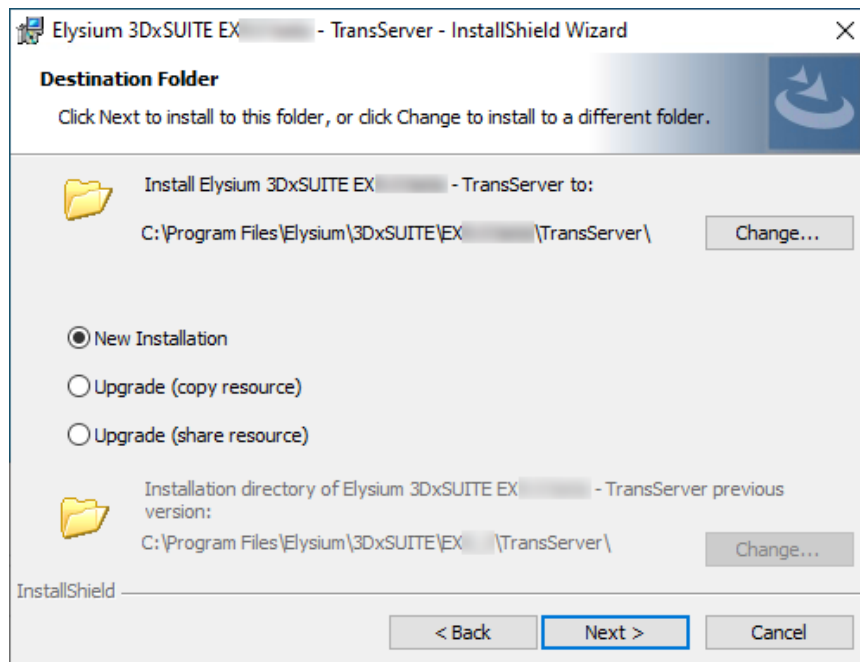 Elysium 3DxSUITE EX - TransServer - InstallShield Wizard
Destination Folder
Click Next to install to this folder, or click Change to install to a different folder.
Install Elysium 3DxSUITE EX - TransServer to:
C:\Program Files\Elysium\3DxSUITE\EX \TransServer\
Change...
New Installation
Upgrade (copy resource)
Upgrade (share resource)
Installation directory of Elysium 3DxSUITE EX - TransServer previous
version:
C:\Program Files\Elysium\3DxSUITE\EX \TransServer\
Change...
InstallShield
< Back
Next >
Cancel